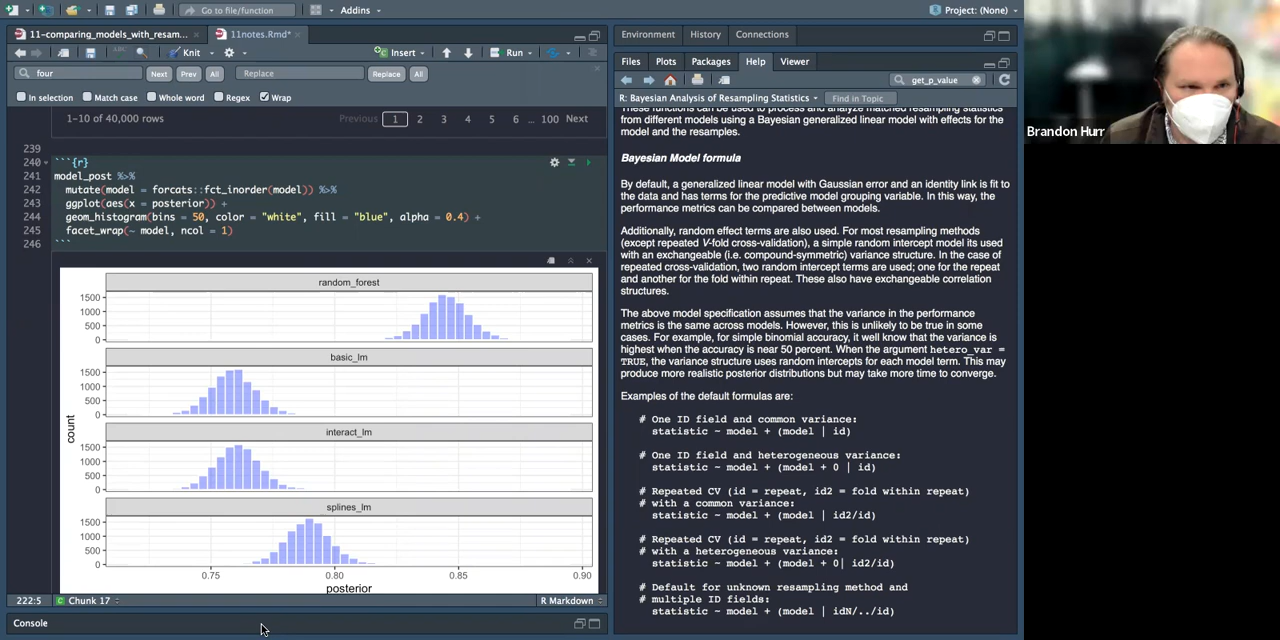 Go to file/function
Addins
Project: (None)
11-comparing_models_with_resam...
11notes.Rmd*
Knit
Insert
Run
four
Next
Prev
All
Replace
Replace
All
In selection
Match case
Whole word
Regex
Wrap
1-10 of 40,000 rows
Previous 1 2 3 4 5 6 ... 100 Next
239
240 ```{r}
241 model_post %>%
242 mutate(model = forcats::fct_inorder(model)) %>%
243 ggplot(aes(x = posterior)) +
244 geom_histogram(bins = 50, color = "white", fill = "blue", alpha = 0.4) +
245 facet_wrap(~ model, ncol = 1)
246 ```
random_forest
1500
1000
500
0
basic_lm
1500
1000
500
0
interact_lm
1500
1000
500
0
splines_lm
1500
1000
500
0
count
0.75 0.80 0.85 0.90
posterior
222:5 Chunk 17 R Markdown
Console
Environment History Connections
Files Plots Packages Help Viewer
get_p_value
R: Bayesian Analysis of Resampling Statistics
Find in Topic
These functions can be used to process and analyze matched resampling statistics
from different models using a Bayesian generalized linear model with effects for the
model and the resamples.
Bayesian Model formula
By default, a generalized linear model with Gaussian error and an identity link is fit to
the data and has terms for the predictive model grouping variable. In this way, the
performance metrics can be compared between models.
Additionally, random effect terms are also used. For most resampling methods
(except repeated V-fold cross-validation), a simple random intercept model its used
with an exchangeable (i.e. compound-symmetric) variance structure. In the case of
repeated cross-validation, two random intercept terms are used; one for the repeat
and another for the fold within repeat. These also have exchangeable correlation
structures.
The above model specification assumes that the variance in the performance
metrics is the same across models. However, this is unlikely to be true in some
cases. For example, for simple binomial accuracy, it well know that the variance is
highest when the accuracy is near 50 percent. When the argument hetero_var =
TRUE, the variance structure uses random intercepts for each model term. This may
produce more realistic posterior distributions but may take more time to converge.
Examples of the default formulas are:
# One ID field and common variance:
statistic ~ model + (model | id)
# One ID field and heterogeneous variance:
statistic ~ model + (model + 0 | id)
# Repeated CV (id = repeat, id2 = fold within repeat)
# with a common variance:
statistic ~ model + (model | id2/id)
# Repeated CV (id = repeat, id2 = fold within repeat)
# with a heterogeneous variance:
statistic ~ model + (model + 0| id2/id)
# Default for unknown resampling method and
# multiple ID fields:
statistic ~ model + (model | idN/../id)
Brandon Hurr